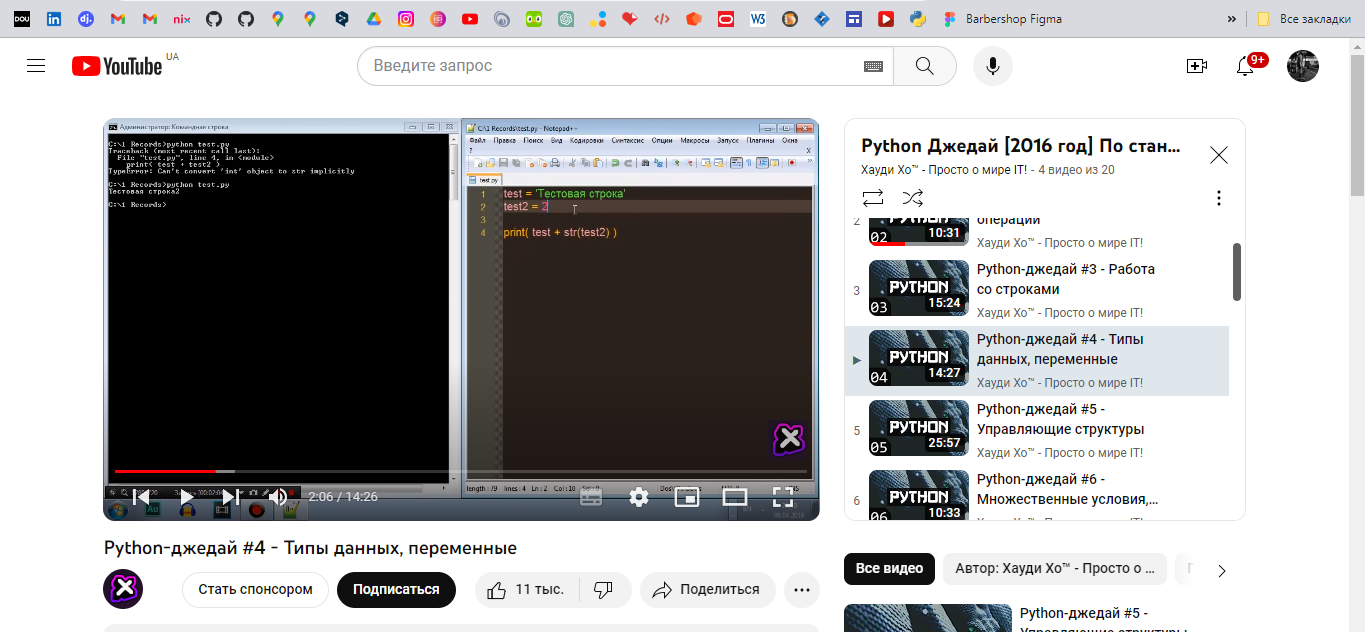 DOU
nix
W3
Barbershop Figma
»
Все закладки
YouTube UA
Введите запрос
9+
Администратор: Командная строка
C:\1 Records>python test.py
Traceback (most recent call last):
File "test.py", line 4, in <module>
print( test + test2 )
TypeError: Can't convert 'int' object to str implicitly
C:\1 Records>python test.py
Тестовая строка2
C:\1 Records>
C:\1 Records\test.py - Notepad++
Файл Правка Поиск Вид Кодировки Синтаксис Опции Макросы Запуск Плагины Окна
? X
test.py
1 test = 'Тестовая строка'
2 test2 = 2
3
4 print( test + str(test2) )
length : 79 lines : 4 Ln : 2 Col : 10
2:06 / 14:26
Python-джедай #4 - Типы данных, переменные
Стать спонсором
Подписаться
11 тыс.
Поделиться
Python Джедай [2016 год] По стан...
Хауди Хо™ - Просто о мире IT! - 4 видео из 20
2
02
10:31
операции
Хауди Хо™ - Просто о мире IT!
3
PYTHON
03
15:24
Python-джедай #3 - Работа
со строками
Хауди Хо™ - Просто о мире IT!
PYTHON
04
14:27
Python-джедай #4 - Типы
данных, переменные
Хауди Хо™ - Просто о мире IT!
5
PYTHON
05
25:57
Python-джедай #5 -
Управляющие структуры
Хауди Хо™ - Просто о мире IT!
6
PYTHON
06
10:33
Python-джедай #6 -
Множественные условия,...
Хауди Хо™ - Просто о мире IT!
Все видео
Автор: Хауди Хо™ - Просто о ...
Python-джедай #5 -
Управляющие структуры